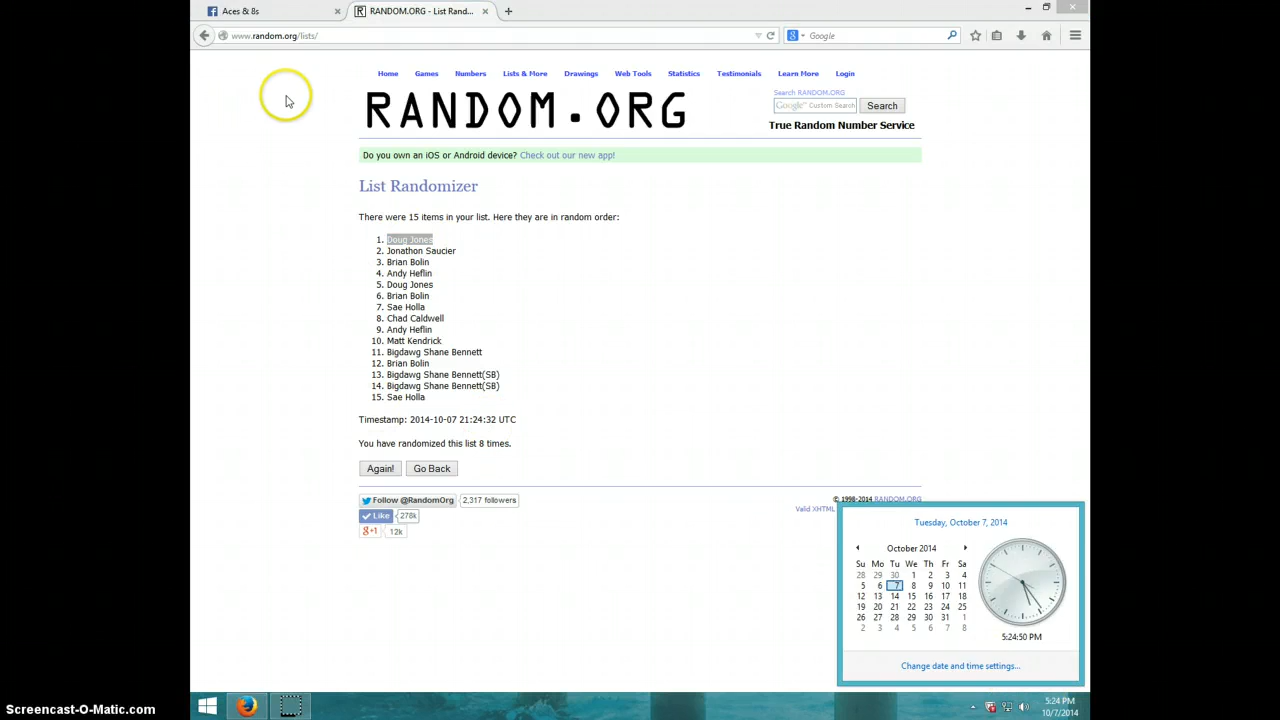 Aces & 8s
RANDOM.ORG - List Rand...
www.random.org/lists/
Google
Home Games Numbers Lists & More Drawings Web Tools Statistics Testimonials Learn More Login
Search RANDOM.ORG
RANDOM.ORG
Google™ Custom Search
Search
True Random Number Service
Do you own an iOS or Android device? Check out our new app!
List Randomizer
There were 15 items in your list. Here they are in random order:
1. Doug Jones
2. Jonathon Saucier
3. Brian Bolin
4. Andy Heflin
5. Doug Jones
6. Brian Bolin
7. Sae Holla
8. Chad Caldwell
9. Andy Heflin
10. Matt Kendrick
11. Bigdawg Shane Bennett
12. Brian Bolin
13. Bigdawg Shane Bennett(SB)
14. Bigdawg Shane Bennett(SB)
15. Sae Holla
Timestamp: 2014-10-07 21:24:32 UTC
You have randomized this list 8 times.
Again! Go Back
Follow @RandomOrg 2,317 followers
Like 278k
g+1 12k
© 1998-2014 RANDOM.ORG
Valid XHTML
Tuesday, October 7, 2014
October 2014
Su Mo Tu We Th Fr Sa
28 29 30 1 2 3 4
5 6 7 8 9 10 11
12 13 14 15 16 17 18
19 20 21 22 23 24 25
26 27 28 29 30 31 1
2 3 4 5 6 7 8
5:24:50 PM
Change date and time settings...
5:24 PM
10/7/2014
Screencast-O-Matic.com